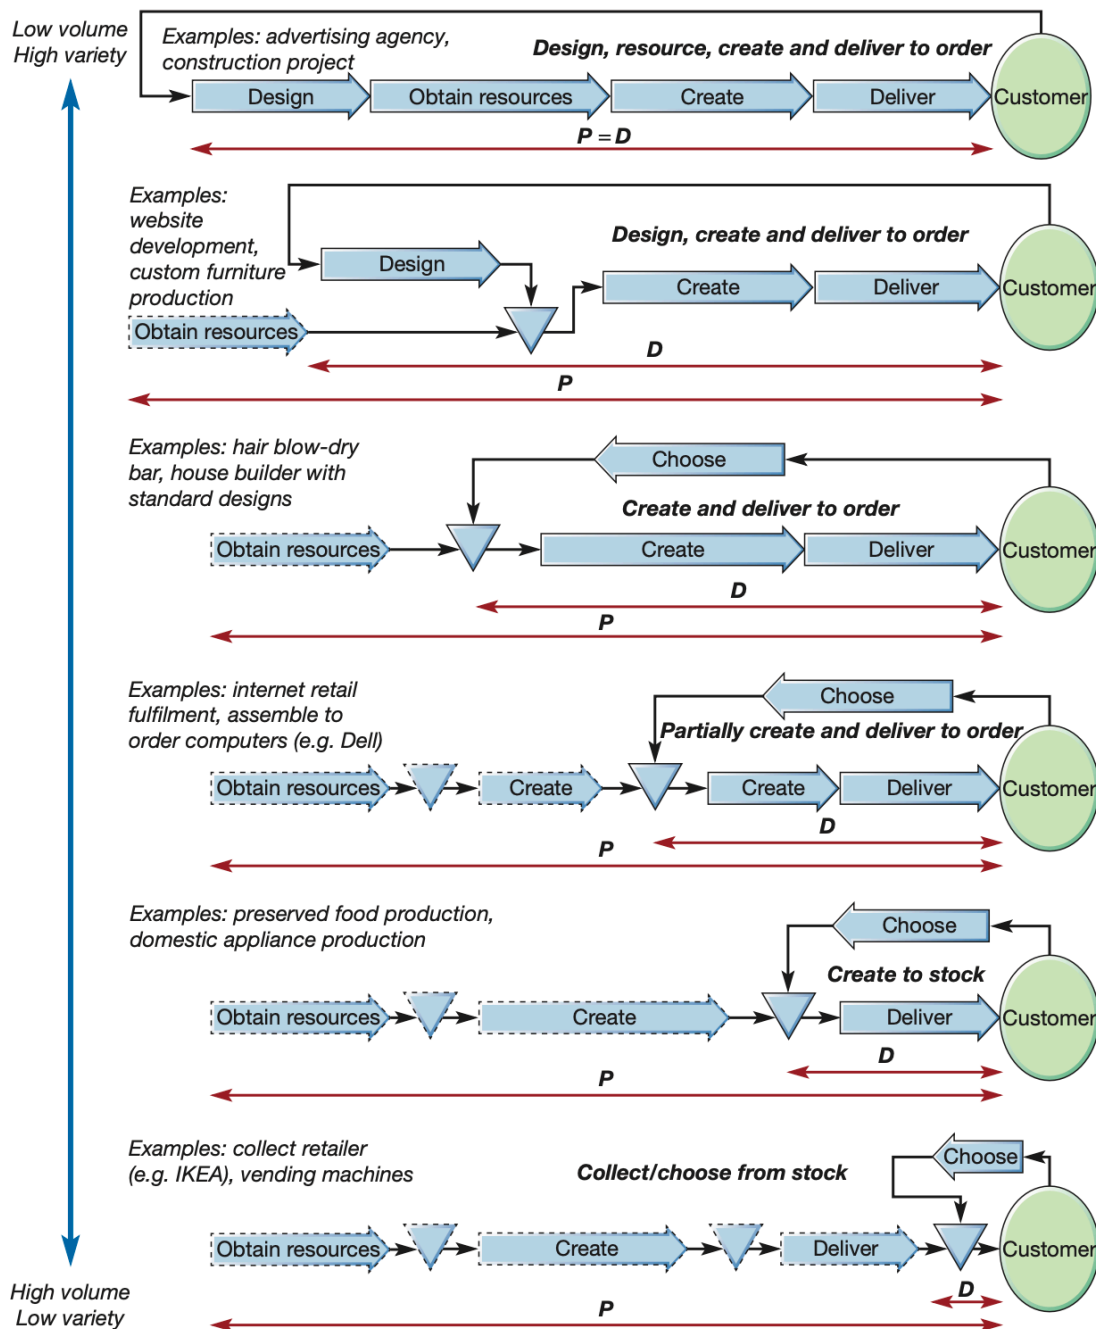 Low volume
High variety
Examples: advertising agency,
construction project
Design, resource, create and deliver to order
Design
Obtain resources
Create
Deliver
Customer
P = D
Examples:
website
development,
custom furniture
production
Design, create and deliver to order
Design
Create
Deliver
Customer
Obtain resources
D
P
Examples: hair blow-dry
bar, house builder with
standard designs
Choose
Create and deliver to order
Obtain resources
Create
Deliver
Customer
D
P
Examples: internet retail
fulfilment, assemble to
order computers (e.g. Dell)
Choose
Partially create and deliver to order
Obtain resources
Create
Create
Deliver
Customer
D
P
Examples: preserved food production,
domestic appliance production
Choose
Create to stock
Obtain resources
Create
Deliver
Customer
D
P
Examples: collect retailer
(e.g. IKEA), vending machines
Choose
Collect/choose from stock
Obtain resources
Create
Deliver
Customer
D
P
High volume
Low variety